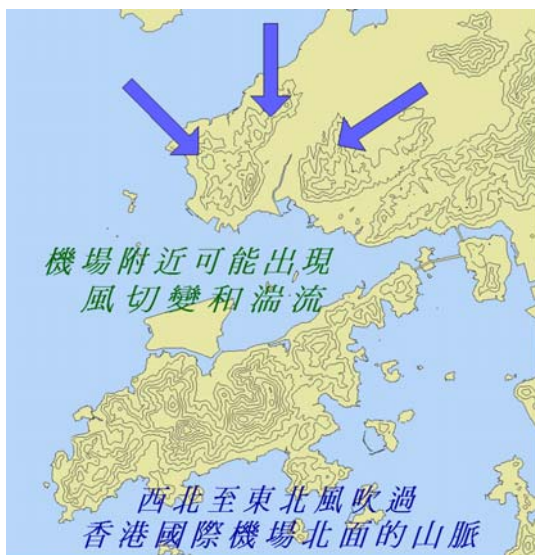 機場附近可能出現
風切變和湍流
西北至東北風吹過
香港國際機場北面的山脈